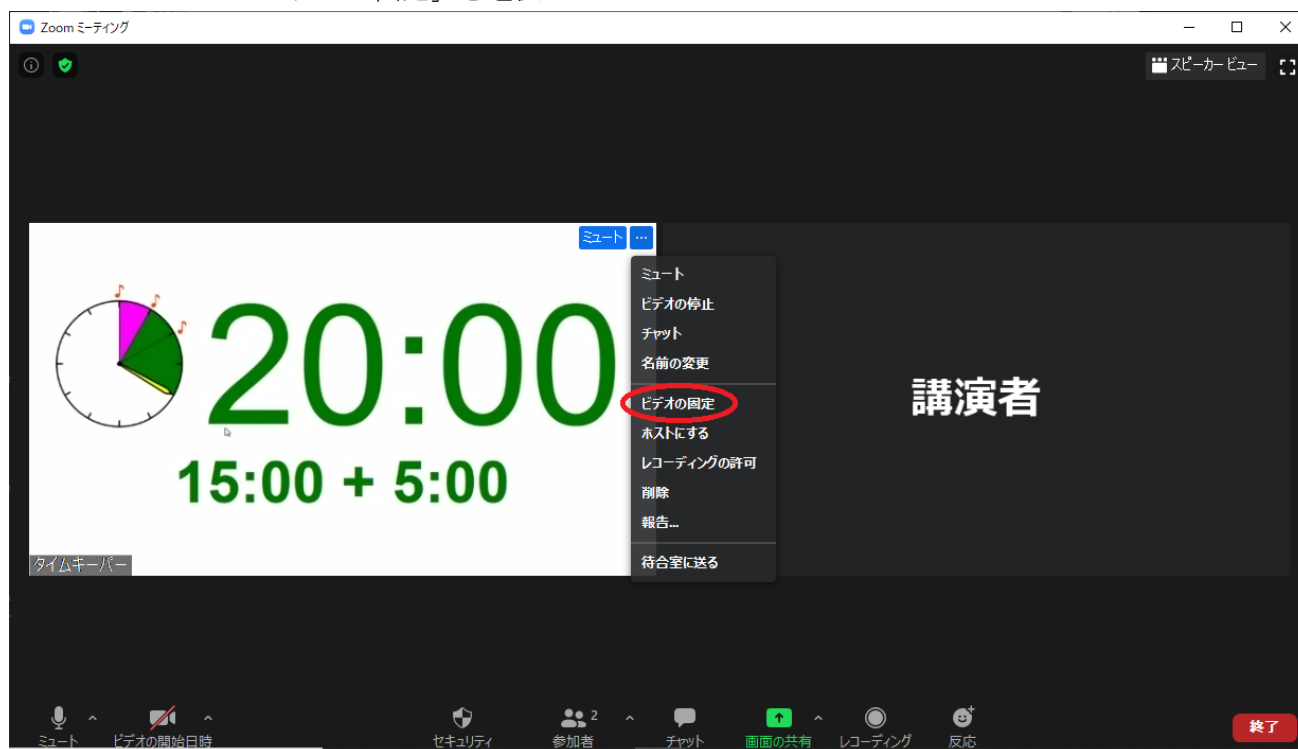 Zoom ミーティング
スピーカー ビュー
ミュート ...
20:00
15:00 + 5:00
タイムキーパー
ミュート
ビデオの停止
チャット
名前の変更
ビデオの固定
ホストにする
レコーディングの許可
削除
報告...
待合室に送る
講演者
ミュート
ビデオの開始日時
セキュリティ
参加者 2
チャット
画面の共有
レコーディング
反応
終了